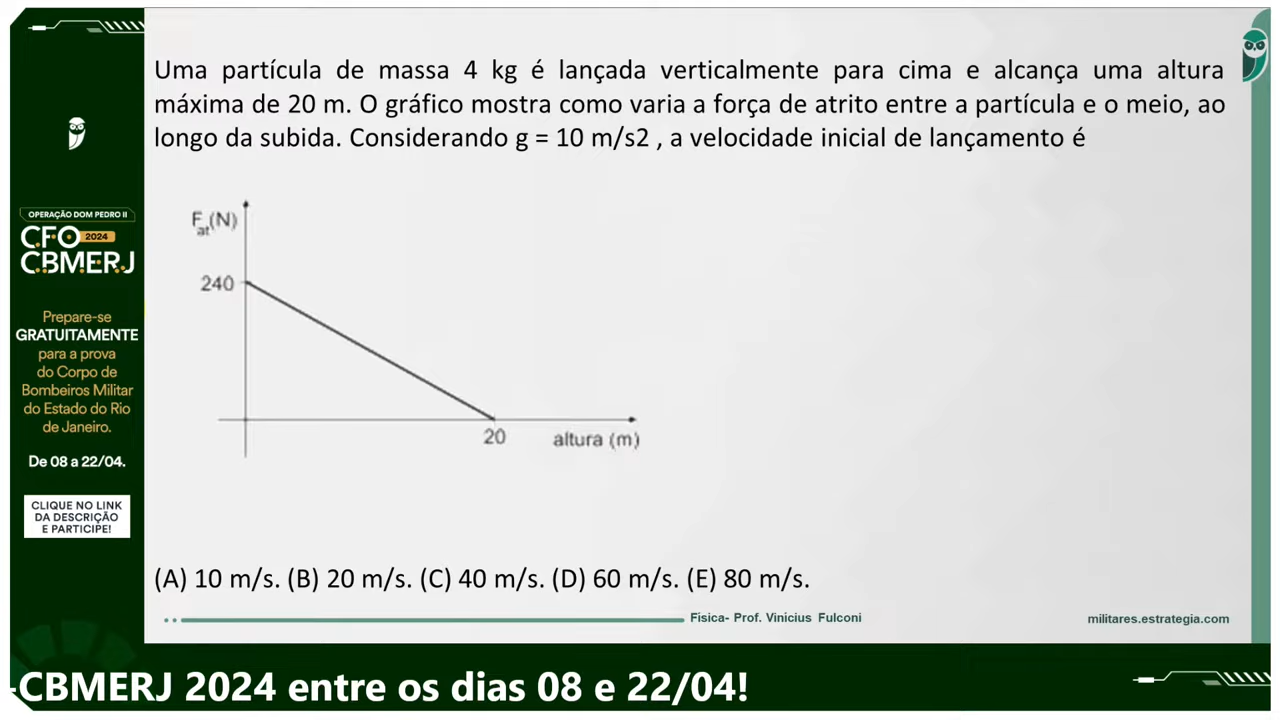 Uma partícula de massa 4 kg é lançada verticalmente para cima e alcança uma altura
máxima de 20 m. O gráfico mostra como varia a força de atrito entre a partícula e o meio, ao
longo da subida. Considerando g = 10 m/s2 , a velocidade inicial de lançamento é
F at (N)
240
20
altura (m)
(A) 10 m/s. (B) 20 m/s. (C) 40 m/s. (D) 60 m/s. (E) 80 m/s.
Física- Prof. Vinicius Fulconi
militares.estrategia.com
OPERAÇÃO DOM PEDRO II
CFO 2024
CBMERJ
Prepare-se
GRATUITAMENTE
para a prova
do Corpo de
Bombeiros Militar
do Estado do Rio
de Janeiro.
De 08 a 22/04.
CLIQUE NO LINK
DA DESCRIÇÃO
E PARTICIPE!
-CBMERJ 2024 entre os dias 08 e 22/04!